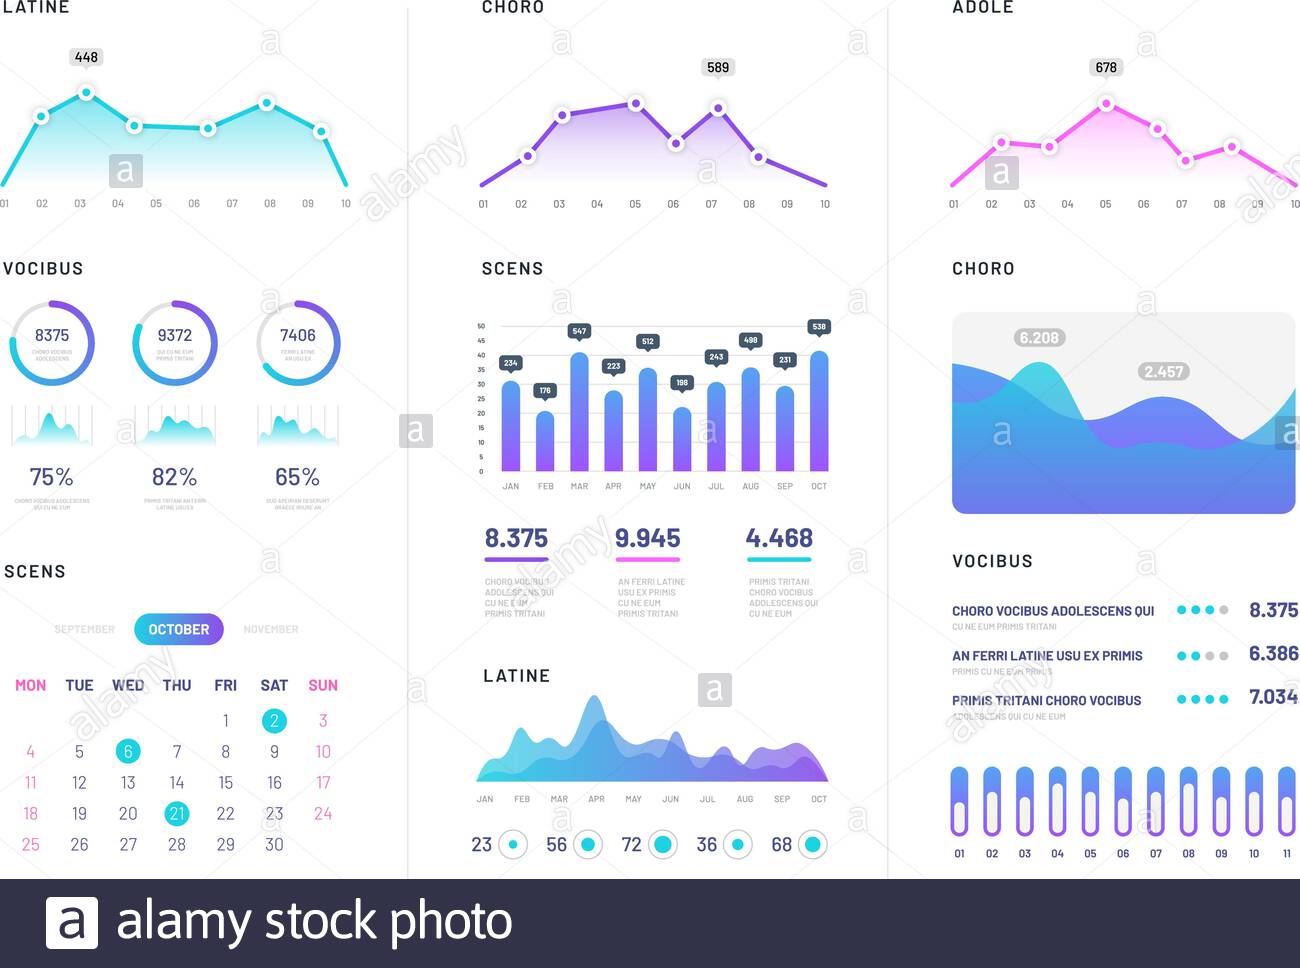 LATINE
448
01 02 03 04 05 06 07 08 09 10
VOCIBUS
8375
CHORO VOCIBUS
ADOLESCENS
9372
QUI CU NE EUM
PRIMIS TRITANI
7406
FERRI LATINE
AN USU EX
75%
CHORO VOCIBUS ADOLESCENS
QUI CU NE EUM
82%
PRIMIS TRITANI AN FERRI
LATINE USU EX
65%
DUO APEIRIAN DESERUNT
GRAECE IRIURE AN
SCENS
SEPTEMBER OCTOBER NOVEMBER
MON TUE WED THU FRI SAT SUN
1 2 3
4 5 6 7 8 9 10
11 12 13 14 15 16 17
18 19 20 21 22 23 24
25 26 27 28 29 30
CHORO
589
01 02 03 04 05 06 07 08 09 10
SCENS
50
45
40
35
30
25
20
15
10
5
0
234 176 547 223 512 198 243 498 231 538
JAN FEB MAR APR MAY JUN JUL AUG SEP OCT
8.375
CHORO VOCIBUT
ADOLESCENS QUI
CU NE EUM
PRIMIS TRITANI
9.945
AN FERRI LATINE
USU EX PRIMIS
CU NE EUM
PRIMIS TRITANI
4.468
PRIMIS TRITANI
CHORO VOCIBUS
ADOLESCENS QUI
CU NE EUM
LATINE
JAN FEB MAR APR MAY JUN JUL AUG SEP OCT
23 56 72 36 68
ADOLE
678
01 02 03 04 05 06 07 08 09 10
CHORO
6.208
2.457
VOCIBUS
CHORO VOCIBUS ADOLESCENS QUI 8.375
CU NE EUM PRIMIS TRITANI
AN FERRI LATINE USU EX PRIMIS 6.386
CU NE EUM PRIMIS
PRIMIS TRITANI CHORO VOCIBUS 7.034
ADOLESCENS QUI CU NE EUM
01 02 03 04 05 06 07 08 09 10 11
a alamy stock photo